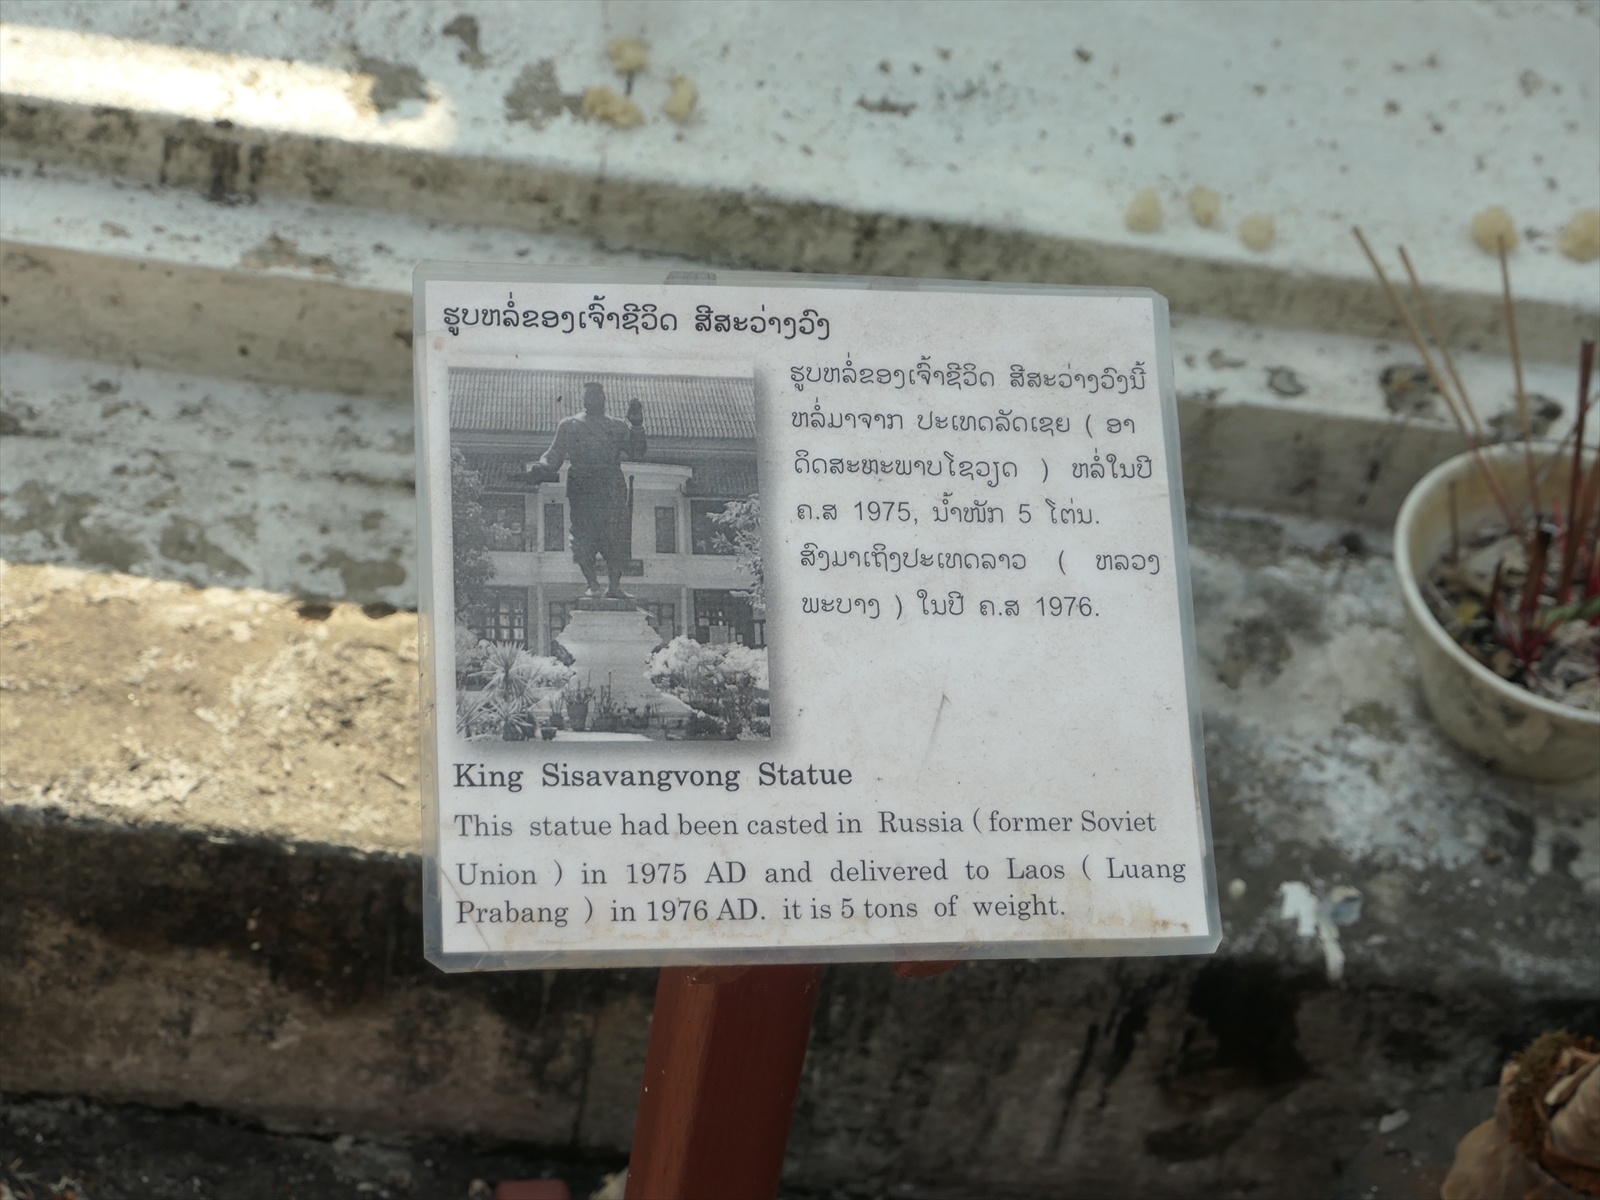 ຮູບຫລໍ່ຂອງເຈົ້າຊີວິດ ສີສະວ່າງວົງ
ຮູບຫລໍ່ຂອງເຈົ້າຊີວິດ ສີສະວ່າງວົງນີ້
ຫລໍ່ມາຈາກ ປະເທດລັດເຊຍ ( ອາ
ດິດສະຫະພາບໂຊວຽດ ) ຫລໍ່ໃນປີ
ຄ.ສ 1975, ນ້ຳໜັກ 5 ໂຕ່ນ.
ສົ່ງມາເຖິງປະເທດລາວ ( ຫລວງ
ພະບາງ ) ໃນປີ ຄ.ສ 1976.
King Sisavangvong Statue
This statue had been casted in Russia ( former Soviet
Union ) in 1975 AD and delivered to Laos ( Luang
Prabang ) in 1976 AD. it is 5 tons of weight.